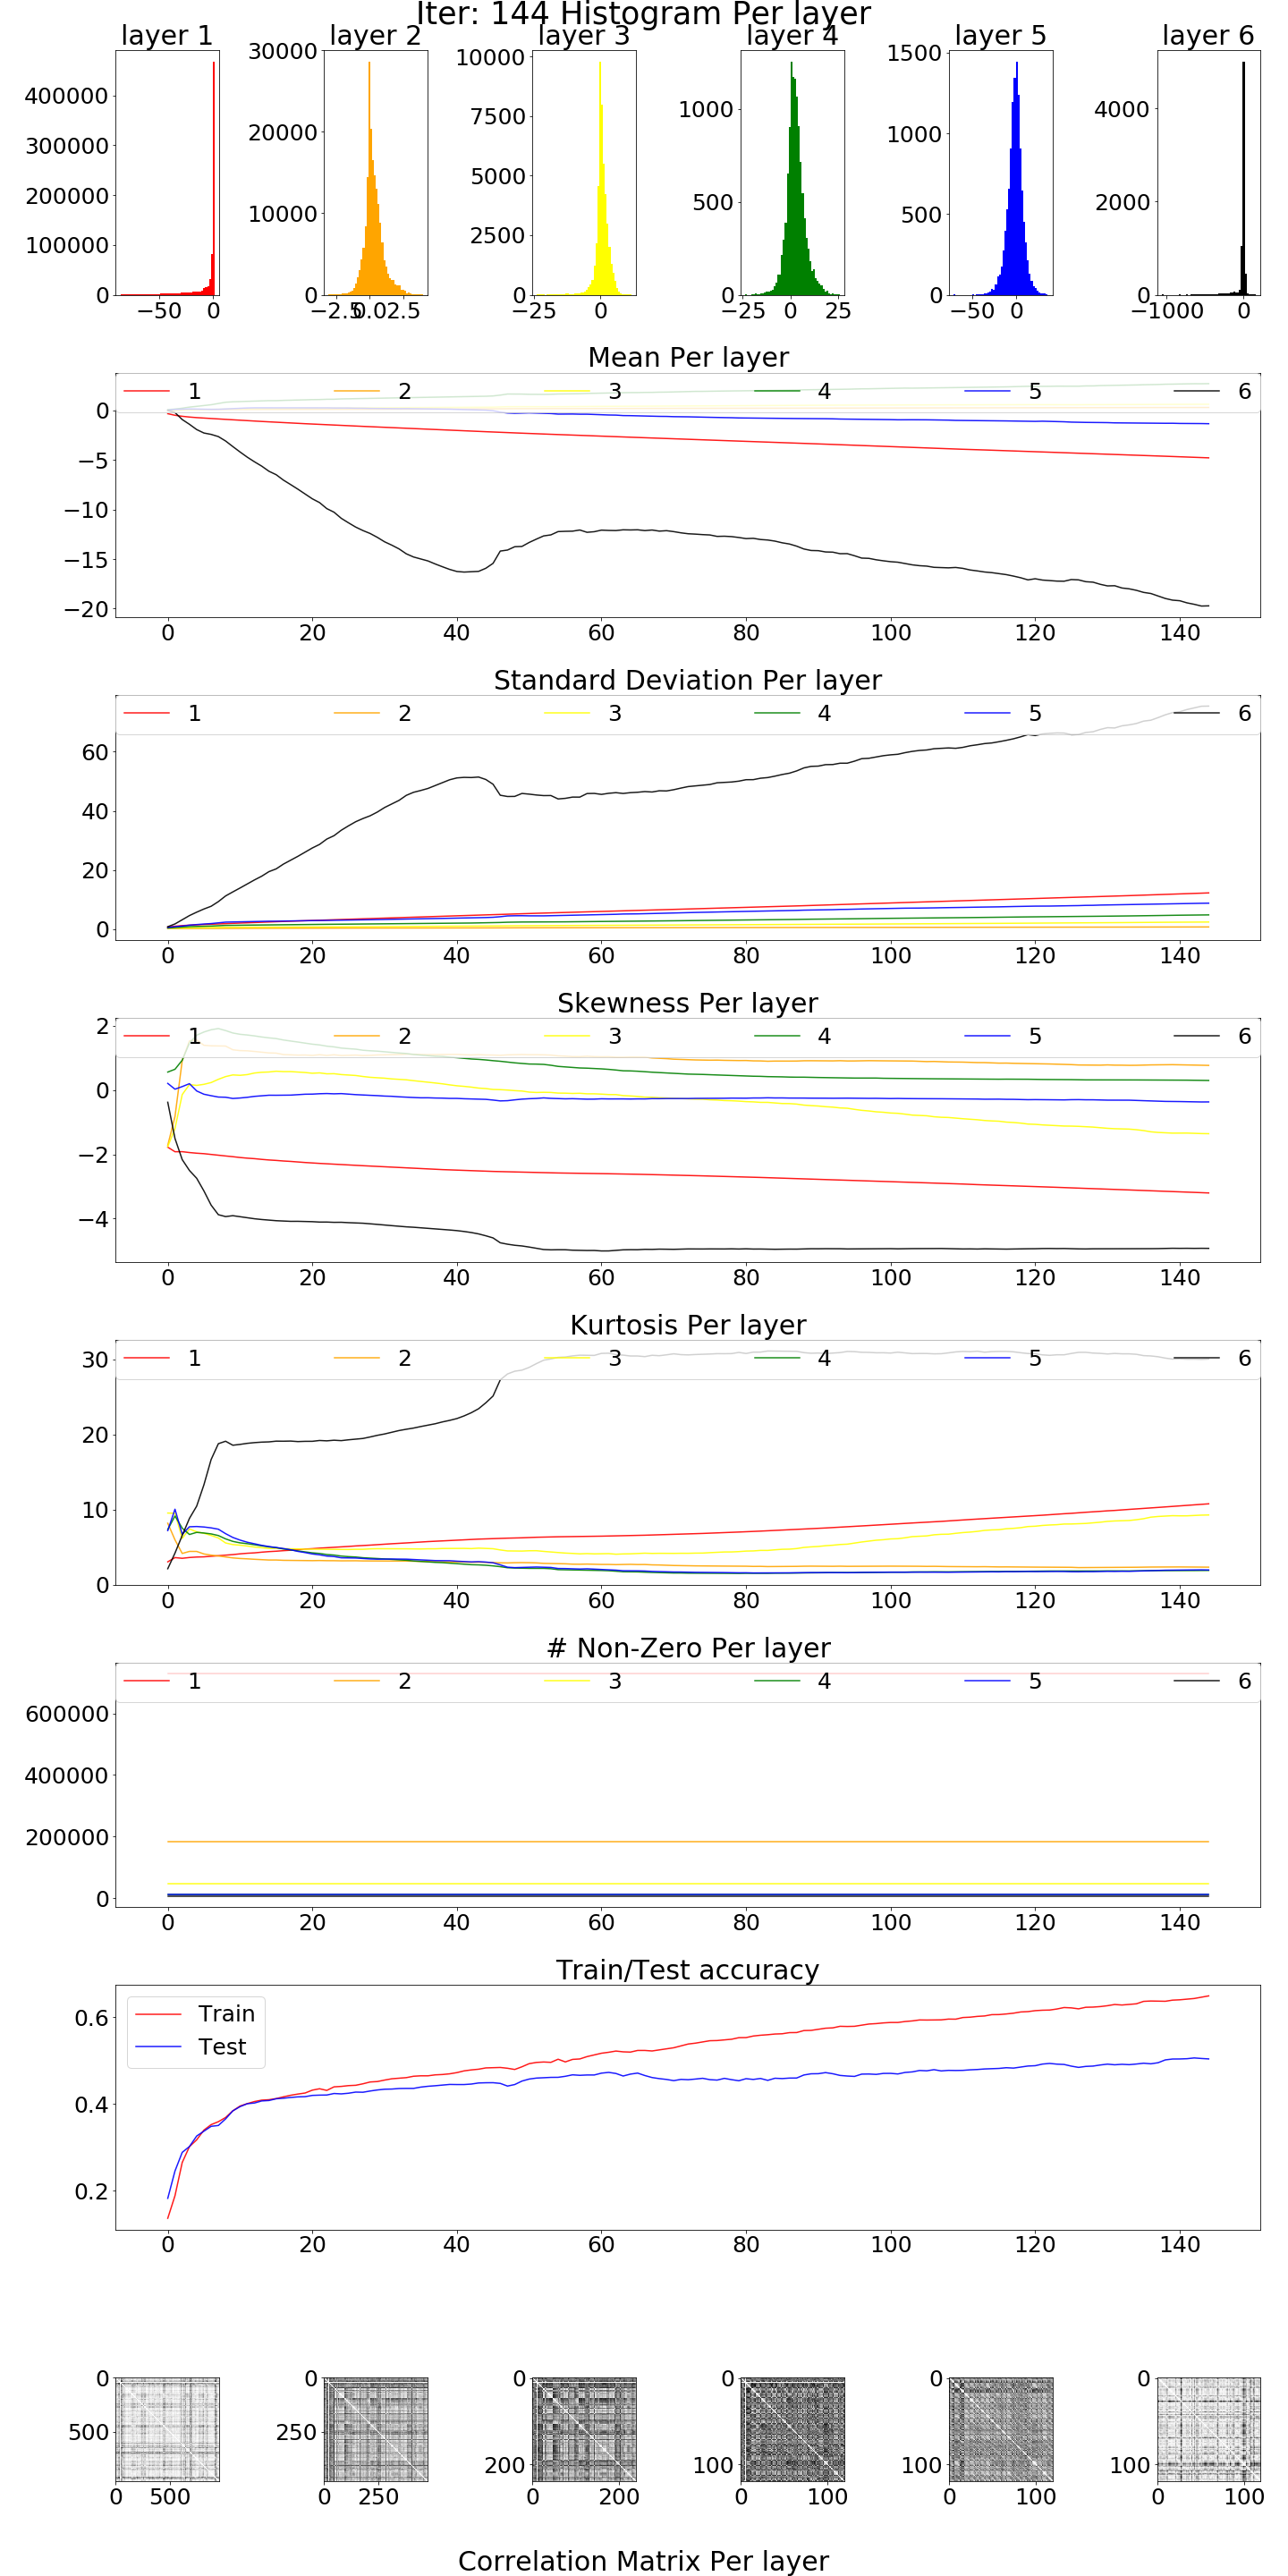 Iter: 144 Histogram Per layer
layer 1 layer 2 layer 3 layer 4 layer 5 layer 6
400000 300000 200000 100000 0
−50 0
30000 20000 10000 0
−2.5 0.0 2.5
10000 7500 5000 2500 0
−25 0
1000 500 0
−25 0 25
1500 1000 500 0
−50 0
4000 2000 0
−1000 0
Mean Per layer
1 2 3 4 5 6
0
−5
−10
−15
−20
0 20 40 60 80 100 120 140
Standard Deviation Per layer
1 2 3 4 5 6
60
40
20
0
0 20 40 60 80 100 120 140
Skewness Per layer
2
1 2 3 4 5 6
0
−2
−4
0 20 40 60 80 100 120 140
Kurtosis Per layer
30
1 2 3 4 5 6
20
10
0
0 20 40 60 80 100 120 140
# Non-Zero Per layer
1 2 3 4 5 6
600000
400000
200000
0
0 20 40 60 80 100 120 140
Train/Test accuracy
Train
Test
0.6
0.4
0.2
0 20 40 60 80 100 120 140
0 500
0 500
0 250
0 250
0 200
0 200
0 100
0 100
0 100
0 100
0 100
0 100
Correlation Matrix Per layer